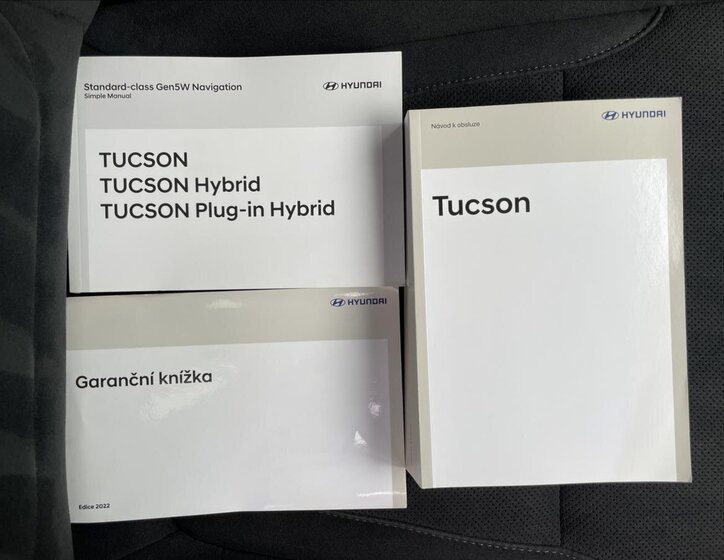 Standard-class Gen5W Navigation
Simple Manual
HYUNDAI
TUCSON
TUCSON Hybrid
TUCSON Plug-in Hybrid
Návod k obsluze
HYUNDAI
Tucson
HYUNDAI
Garanční knížka
Edice 2022